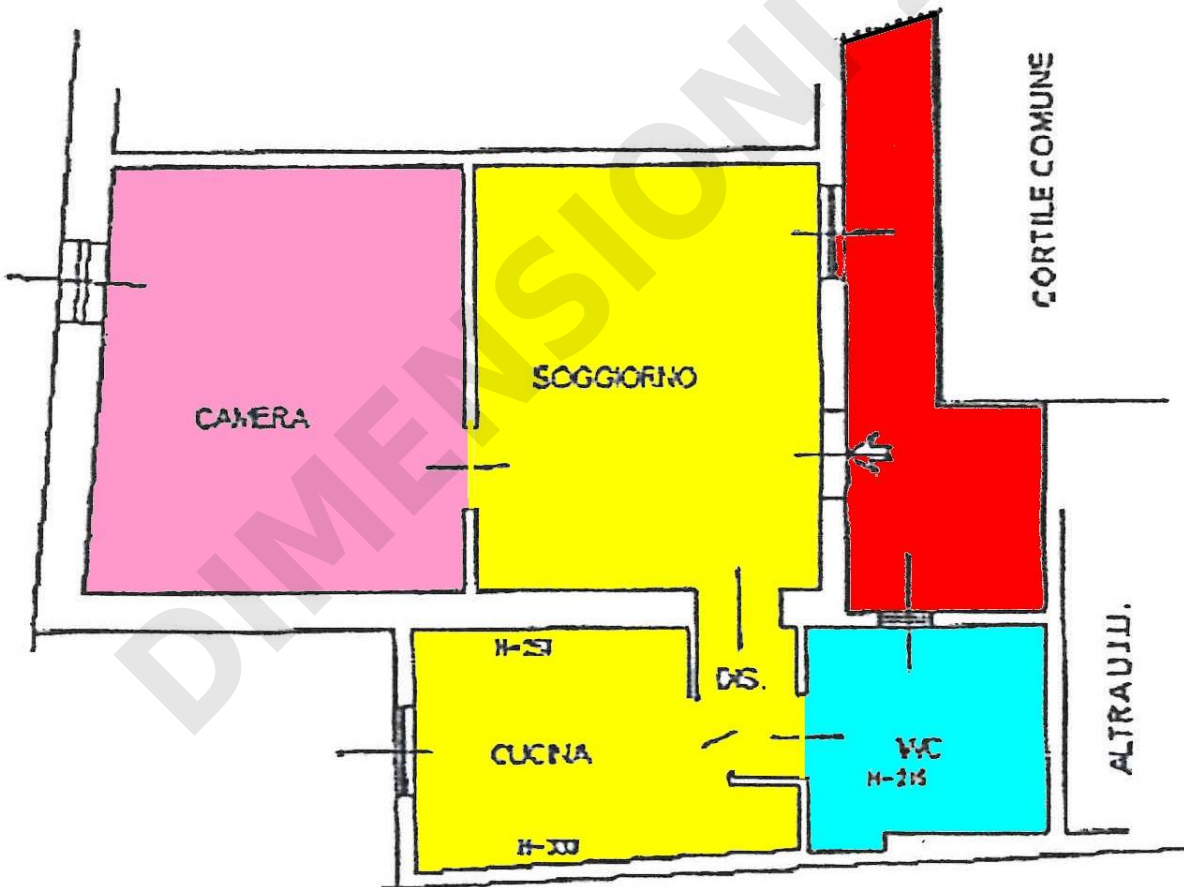 DIMENSIONI
CORTILE COMUNE
SOGGIORNO
CAMERA
DIS.
CUCINA
WC
ALTRA U.I.U.